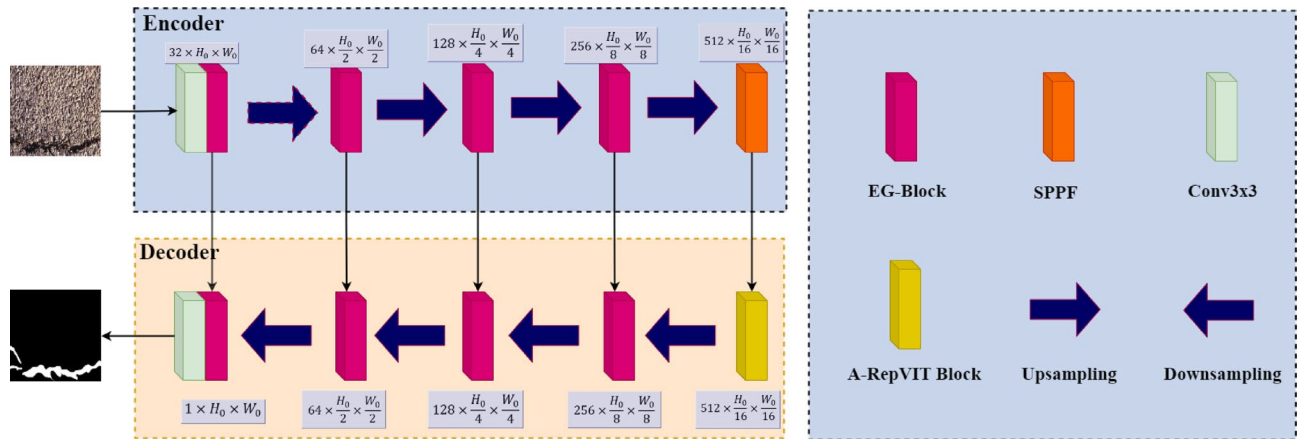 Encoder
32 × H₀ × W₀
64 × H₀/2 × W₀/2
128 × H₀/4 × W₀/4
256 × H₀/8 × W₀/8
512 × H₀/16 × W₀/16
Decoder
1 × H₀ × W₀
64 × H₀/2 × W₀/2
128 × H₀/4 × W₀/4
256 × H₀/8 × W₀/8
512 × H₀/16 × W₀/16
EG-Block
SPPF
Conv3x3
A-RepVIT Block
Upsampling
Downsampling